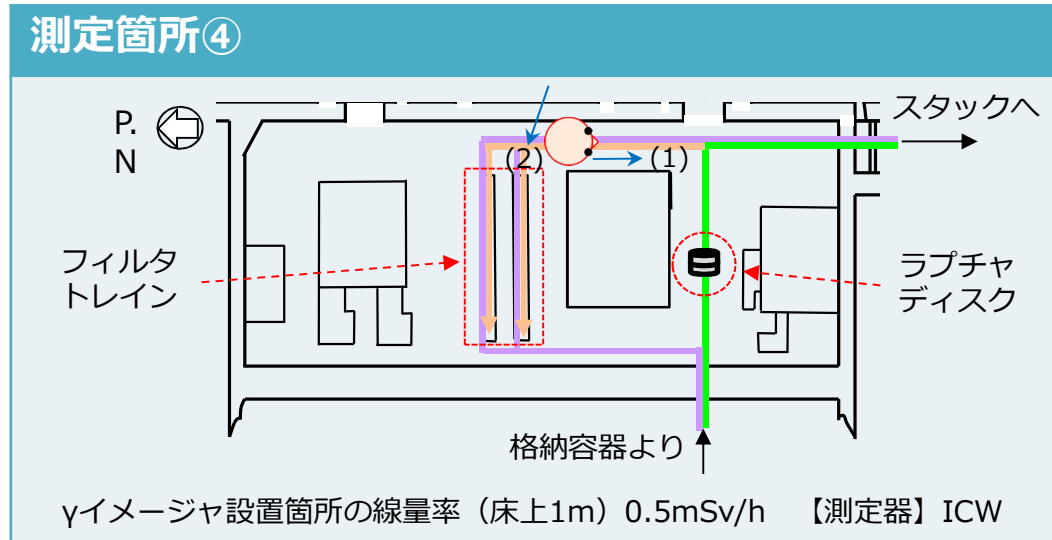 測定箇所④
P.
N
スタックへ
(2)
(1)
フィルタ
トレイン
ラプチャ
ディスク
格納容器より
γイメージャ設置箇所の線量率（床上1m）0.5mSv/h　【測定器】ICW